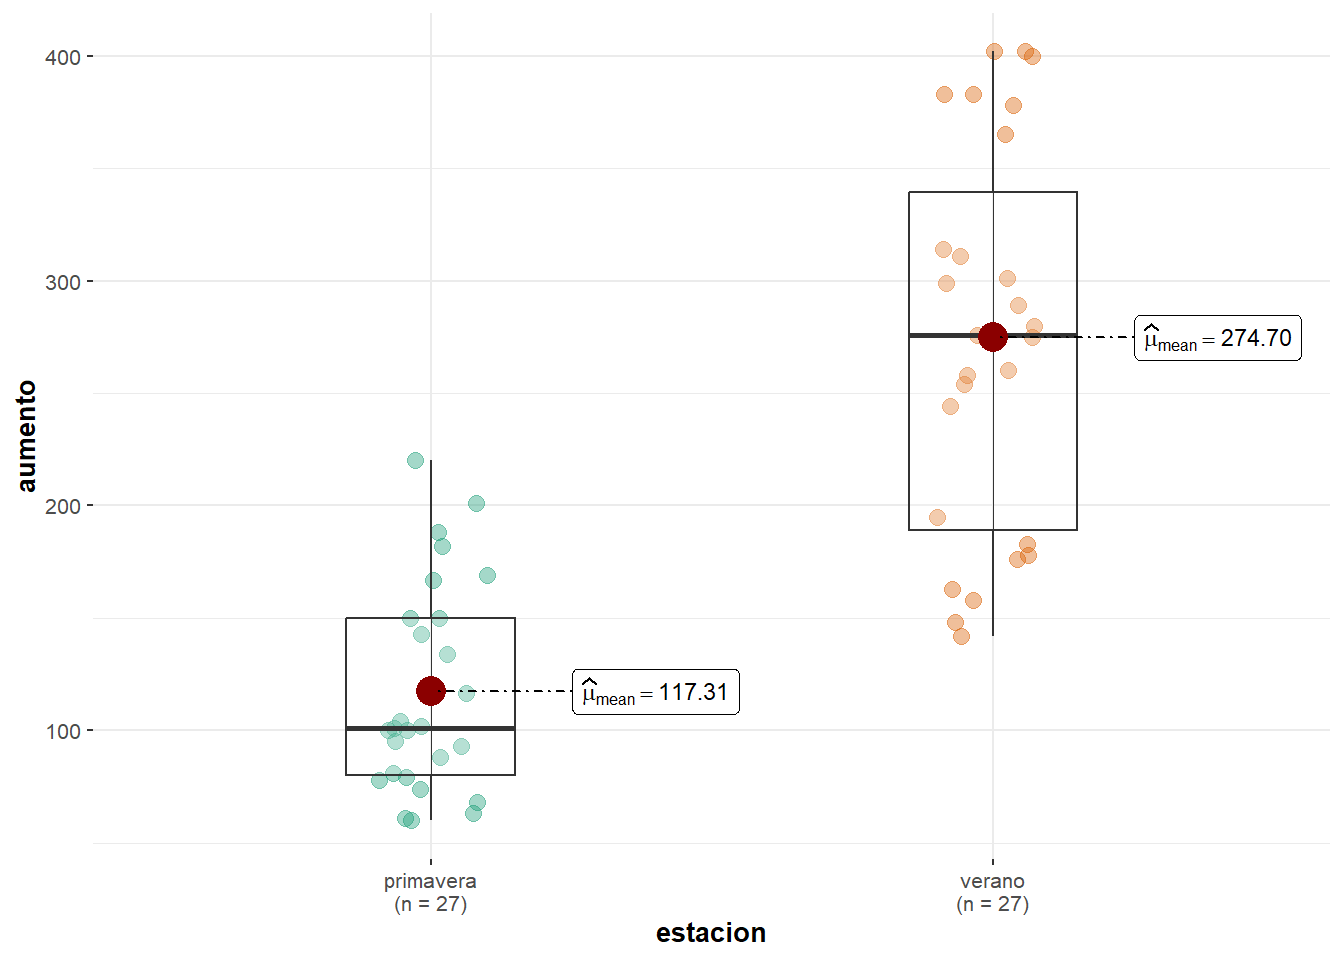 400
300
200
100
aumento
μ̂mean = 274.70
μ̂mean = 117.31
primavera
(n = 27)
verano
(n = 27)
estacion